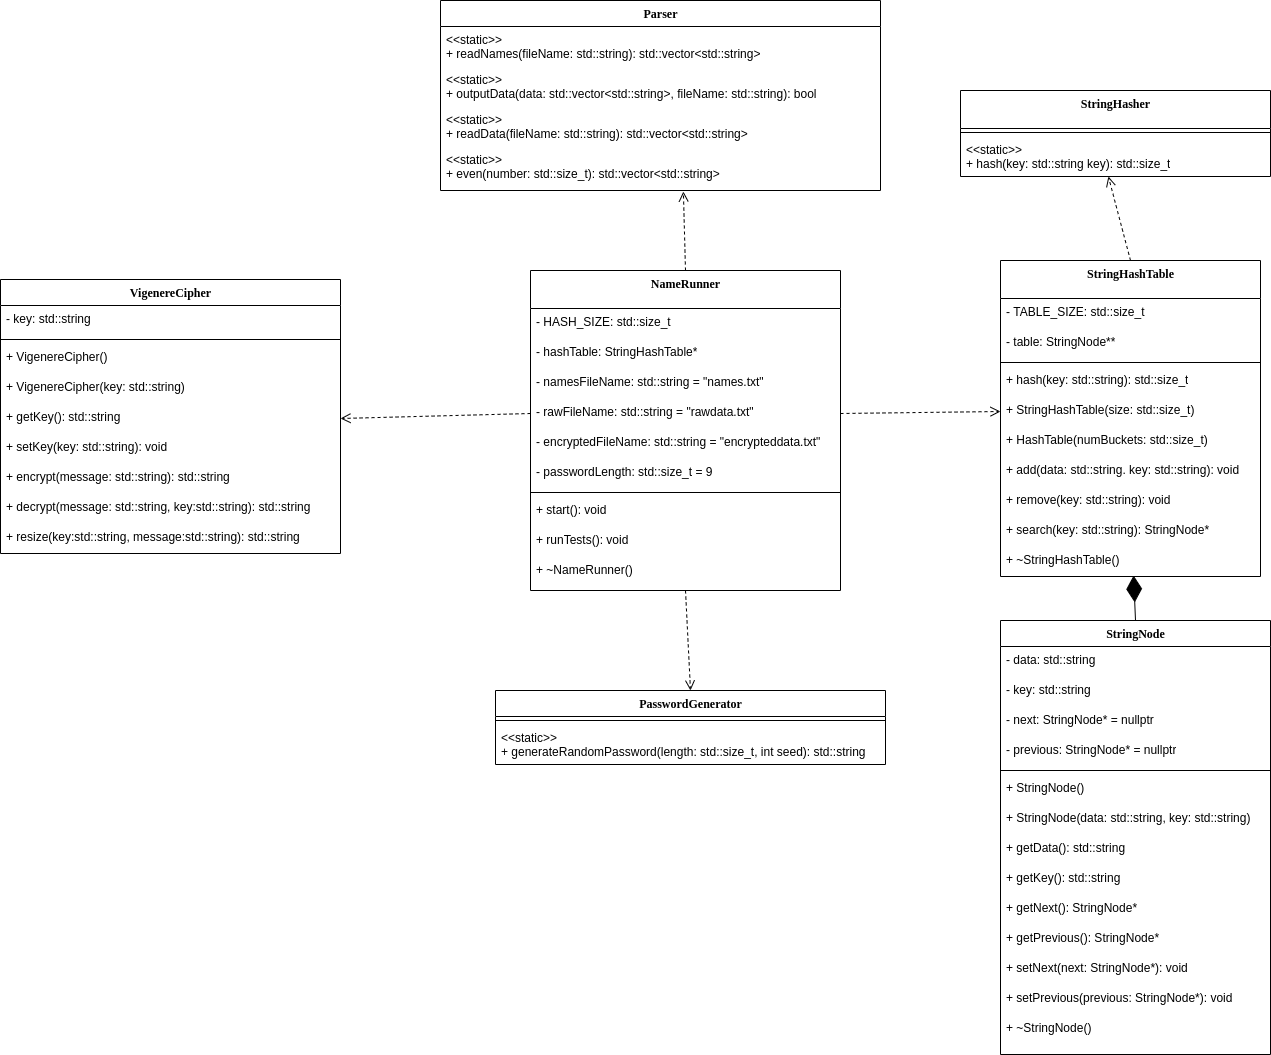 Parser
<<static>>
+ readNames(fileName: std::string): std::vector<std::string>
<<static>>
+ outputData(data: std::vector<std::string>, fileName: std::string): bool
<<static>>
+ readData(fileName: std::string): std::vector<std::string>
<<static>>
+ even(number: std::size_t): std::vector<std::string>
StringHasher
<<static>>
+ hash(key: std::string key): std::size_t
VigenereCipher
- key: std::string
+ VigenereCipher()
+ VigenereCipher(key: std::string)
+ getKey(): std::string
+ setKey(key: std::string): void
+ encrypt(message: std::string): std::string
+ decrypt(message: std::string, key:std::string): std::string
+ resize(key:std::string, message:std::string): std::string
NameRunner
- HASH_SIZE: std::size_t
- hashTable: StringHashTable*
- namesFileName: std::string = "names.txt"
- rawFileName: std::string = "rawdata.txt"
- encryptedFileName: std::string = "encrypteddata.txt"
- passwordLength: std::size_t = 9
+ start(): void
+ runTests(): void
+ ~NameRunner()
StringHashTable
- TABLE_SIZE: std::size_t
- table: StringNode**
+ hash(key: std::string): std::size_t
+ StringHashTable(size: std::size_t)
+ HashTable(numBuckets: std::size_t)
+ add(data: std::string. key: std::string): void
+ remove(key: std::string): void
+ search(key: std::string): StringNode*
+ ~StringHashTable()
PasswordGenerator
<<static>>
+ generateRandomPassword(length: std::size_t, int seed): std::string
StringNode
- data: std::string
- key: std::string
- next: StringNode* = nullptr
- previous: StringNode* = nullptr
+ StringNode()
+ StringNode(data: std::string, key: std::string)
+ getData(): std::string
+ getKey(): std::string
+ getNext(): StringNode*
+ getPrevious(): StringNode*
+ setNext(next: StringNode*): void
+ setPrevious(previous: StringNode*): void
+ ~StringNode()